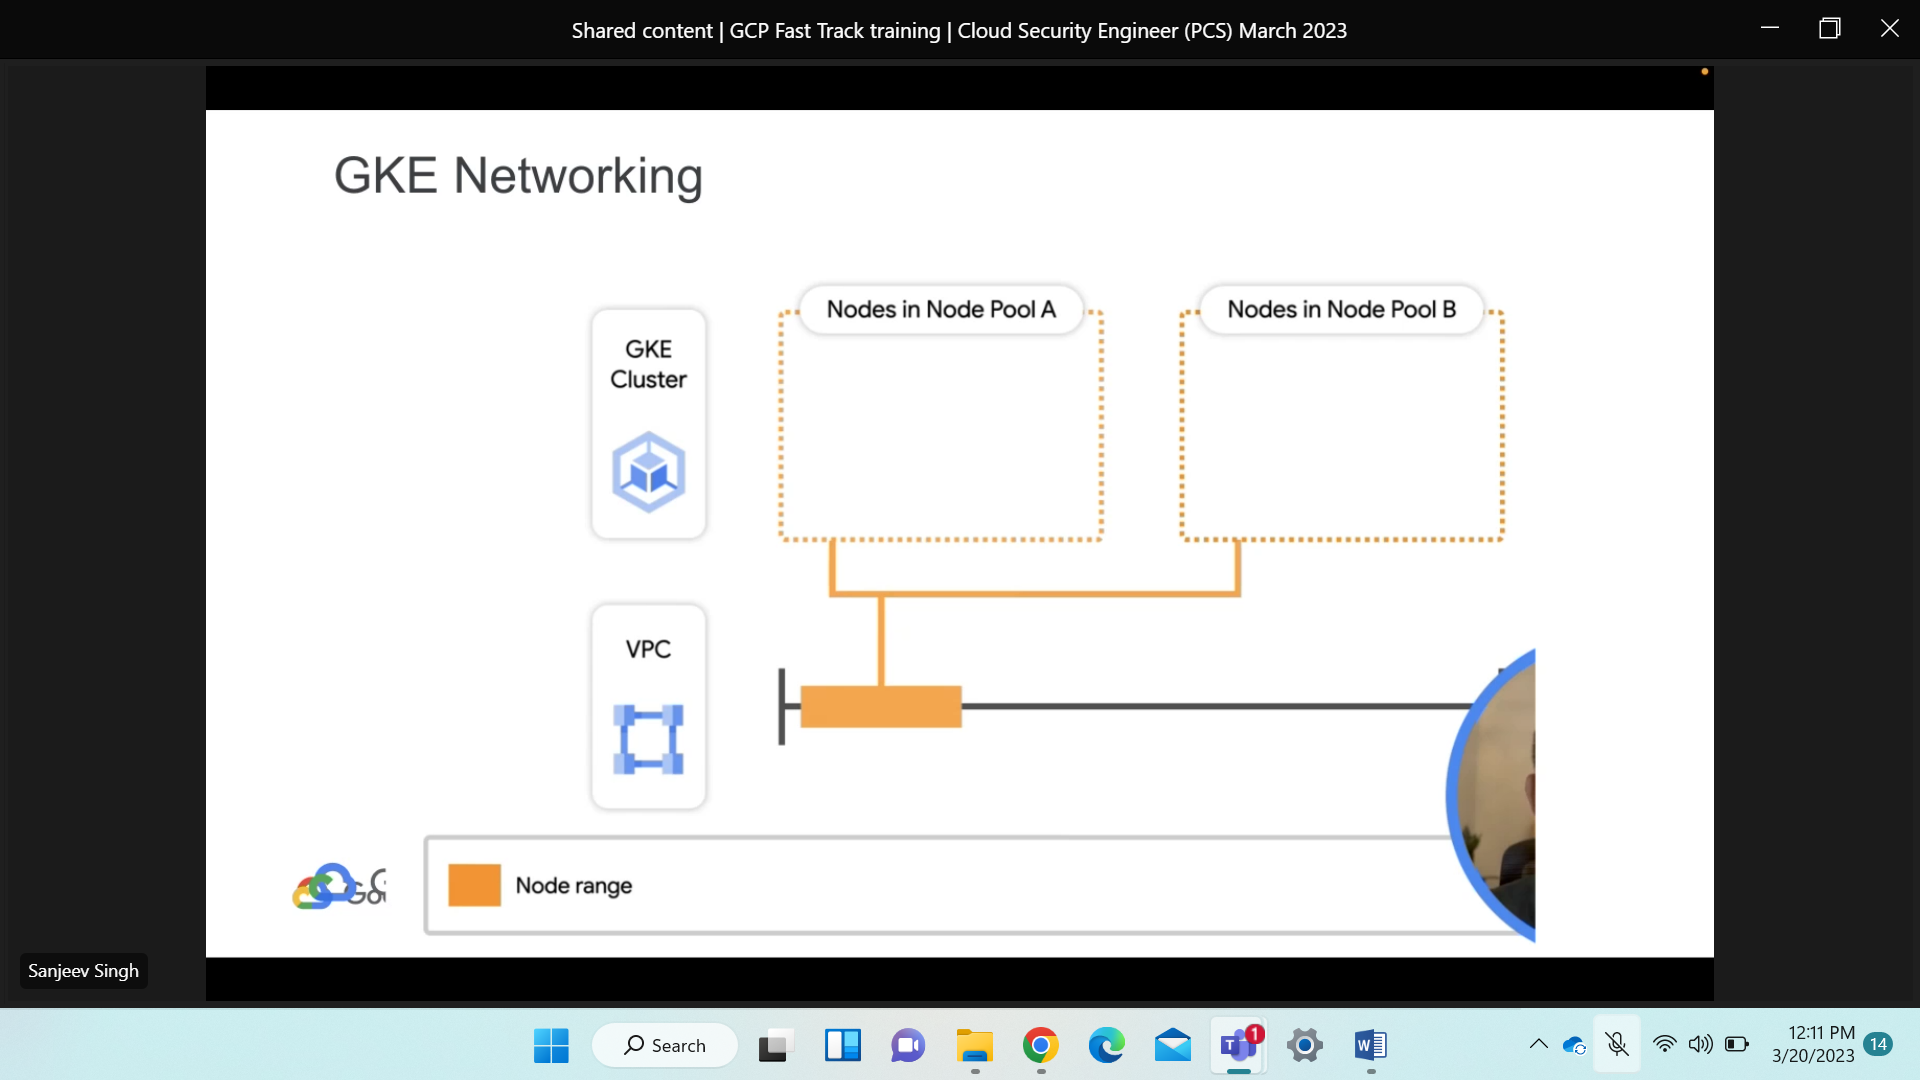 Shared content | GCP Fast Track training | Cloud Security Engineer (PCS) March 2023
GKE Networking
Nodes in Node Pool A
Nodes in Node Pool B
GKE
Cluster
VPC
Node range
Sanjeev Singh
Search
1
12:11 PM
3/20/2023
14